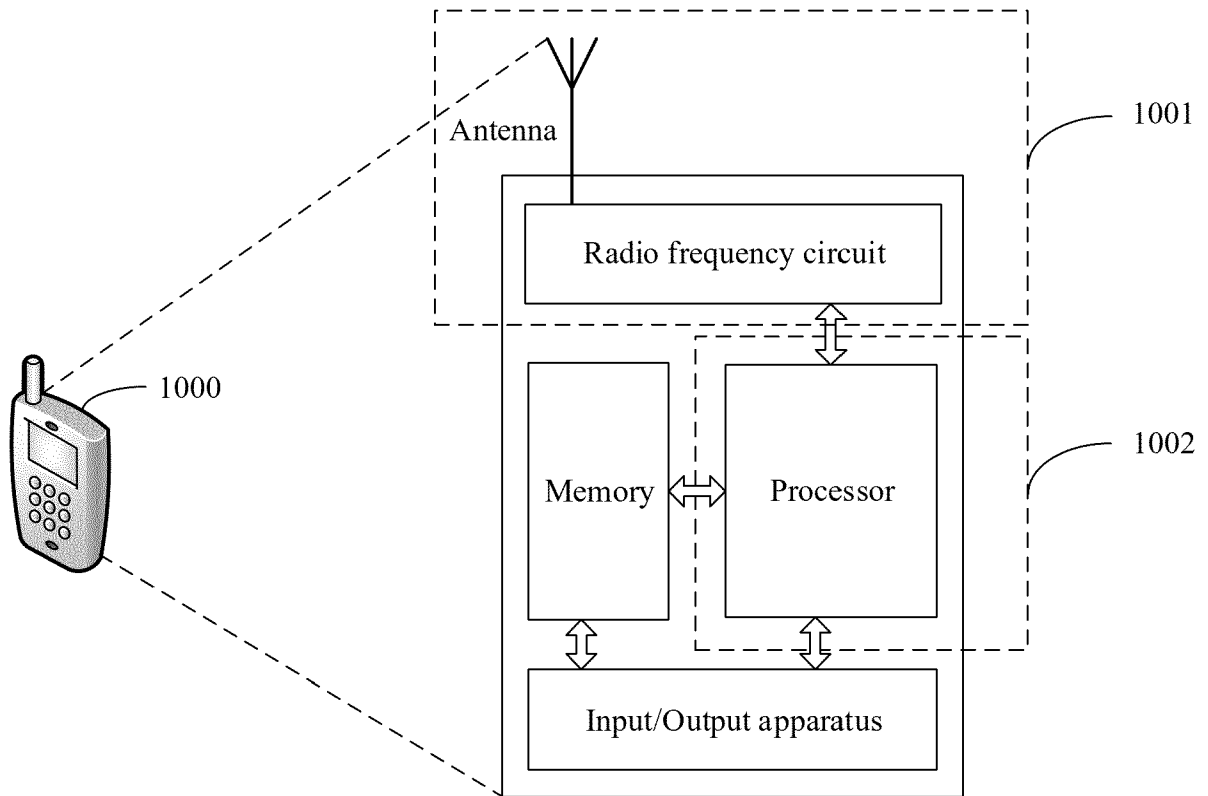 1001
Antenna
Radio frequency circuit
1000
1002
Memory
Processor
Input/Output apparatus